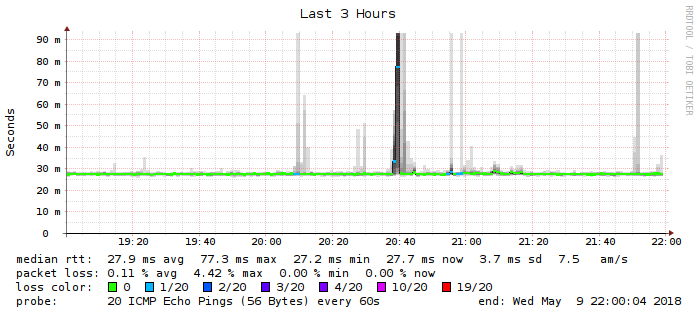 Last 3 Hours
RRDTOOL / TOBI OETIKER
Seconds
90 m
80 m
70 m
60 m
50 m
40 m
30 m
20 m
10 m
0
19:20 19:40 20:00 20:20 20:40 21:00 21:20 21:40 22:00
median rtt: 27.9 ms avg 77.3 ms max 27.2 ms min 27.7 ms now 3.7 ms sd 7.5 am/s
packet loss: 0.11 % avg 4.42 % max 0.00 % min 0.00 % now
loss color: 0 1/20 2/20 3/20 4/20 10/20 19/20
probe: 20 ICMP Echo Pings (56 Bytes) every 60s end: Wed May 9 22:00:04 2018